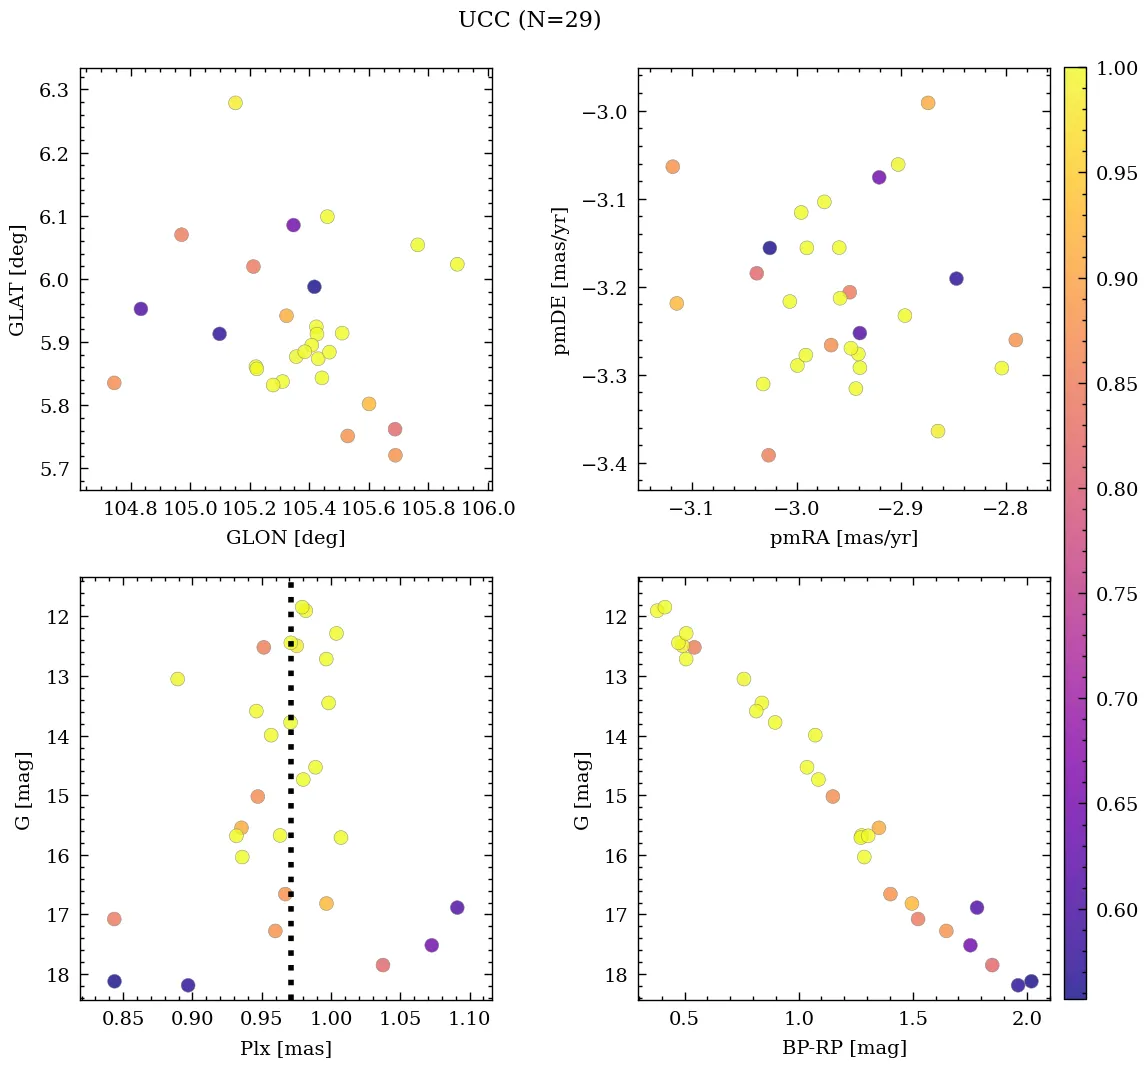 UCC (N=29)
6.3
6.2
6.1
6.0
5.9
5.8
5.7
GLAT [deg]
104.8 105.0 105.2 105.4 105.6 105.8 106.0
GLON [deg]
−3.0
−3.1
−3.2
−3.3
−3.4
pmDE [mas/yr]
−3.1 −3.0 −2.9 −2.8
pmRA [mas/yr]
12
13
14
15
16
17
18
G [mag]
0.85 0.90 0.95 1.00 1.05 1.10
Plx [mas]
12
13
14
15
16
17
18
G [mag]
0.5 1.0 1.5 2.0
BP-RP [mag]
1.00
0.95
0.90
0.85
0.80
0.75
0.70
0.65
0.60